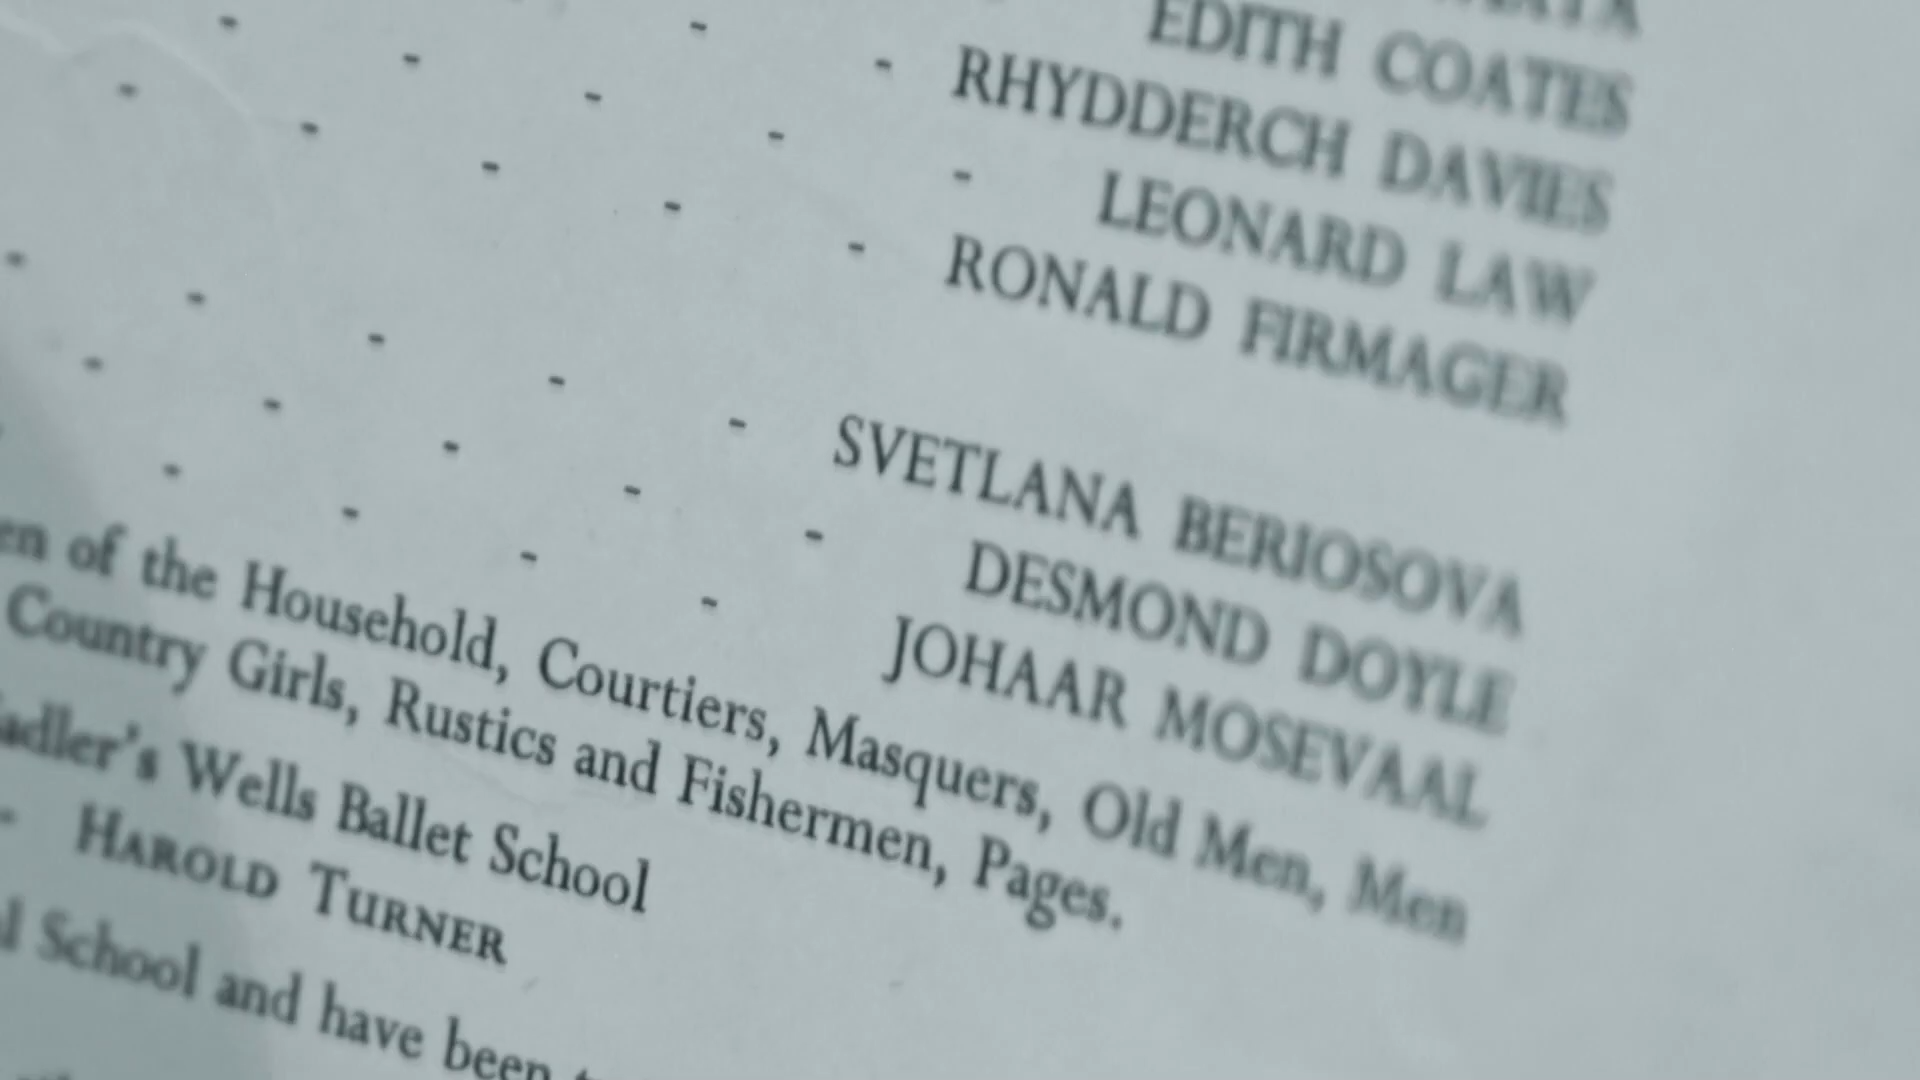 EDITH COATES
- - - RHYDDERCH DAVIES
- - - - - LEONARD LAW
- - - - - RONALD FIRMAGER
- - - - - SVETLANA BERIOSOVA
- - - - - DESMOND DOYLE
- - - - JOHAAR MOSEVAAL
of the Household, Courtiers, Masquers, Old Men, Men
Country Girls, Rustics and Fishermen, Pages.
Sadler's Wells Ballet School
- HAROLD TURNER
School and have been